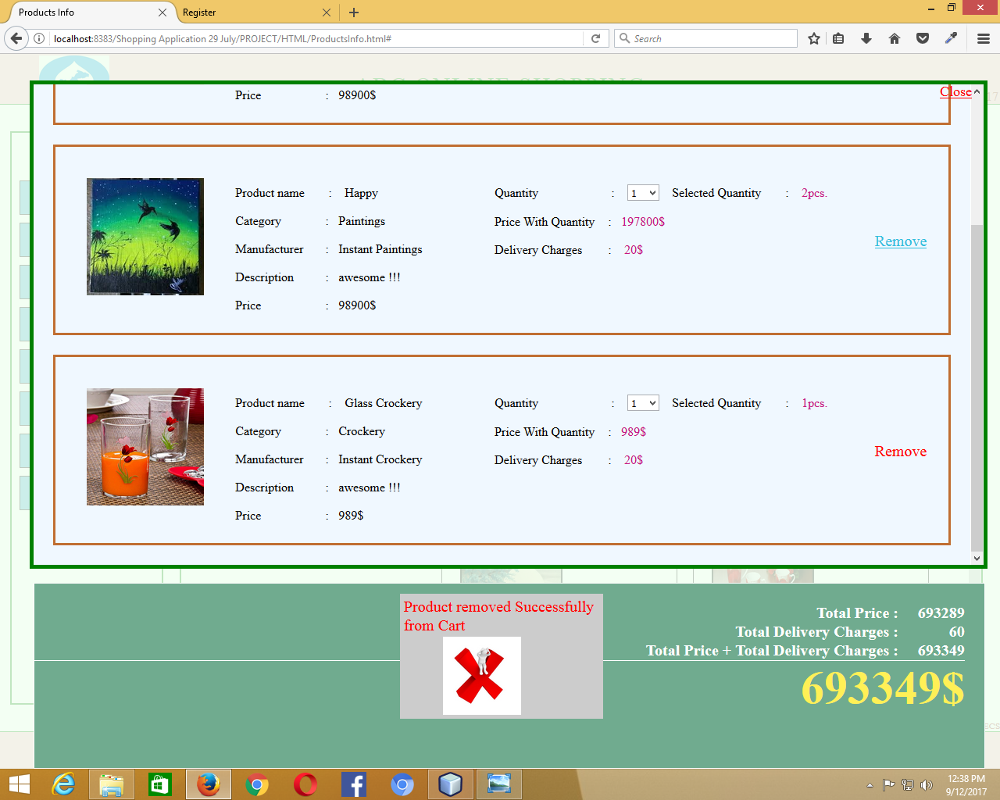 Products Info
Register
localhost:8383/Shopping Application 29 July/PROJECT/HTML/ProductsInfo.html#
Search
ABC ONLINE SHOPPING
Close
Price : 98900$
Product name : Happy Quantity : 1 Selected Quantity : 2pcs.
Category : Paintings Price With Quantity : 197800$
Manufacturer : Instant Paintings Delivery Charges : 20$
Remove
Description : awesome !!!
Price : 98900$
Product name : Glass Crockery Quantity : 1 Selected Quantity : 1pcs.
Category : Crockery Price With Quantity : 989$
Manufacturer : Instant Crockery Delivery Charges : 20$
Remove
Description : awesome !!!
Price : 989$
Product removed Successfully
from Cart
Total Price : 693289
Total Delivery Charges : 60
Total Price + Total Delivery Charges : 693349
693349$
12:38 PM
9/12/2017